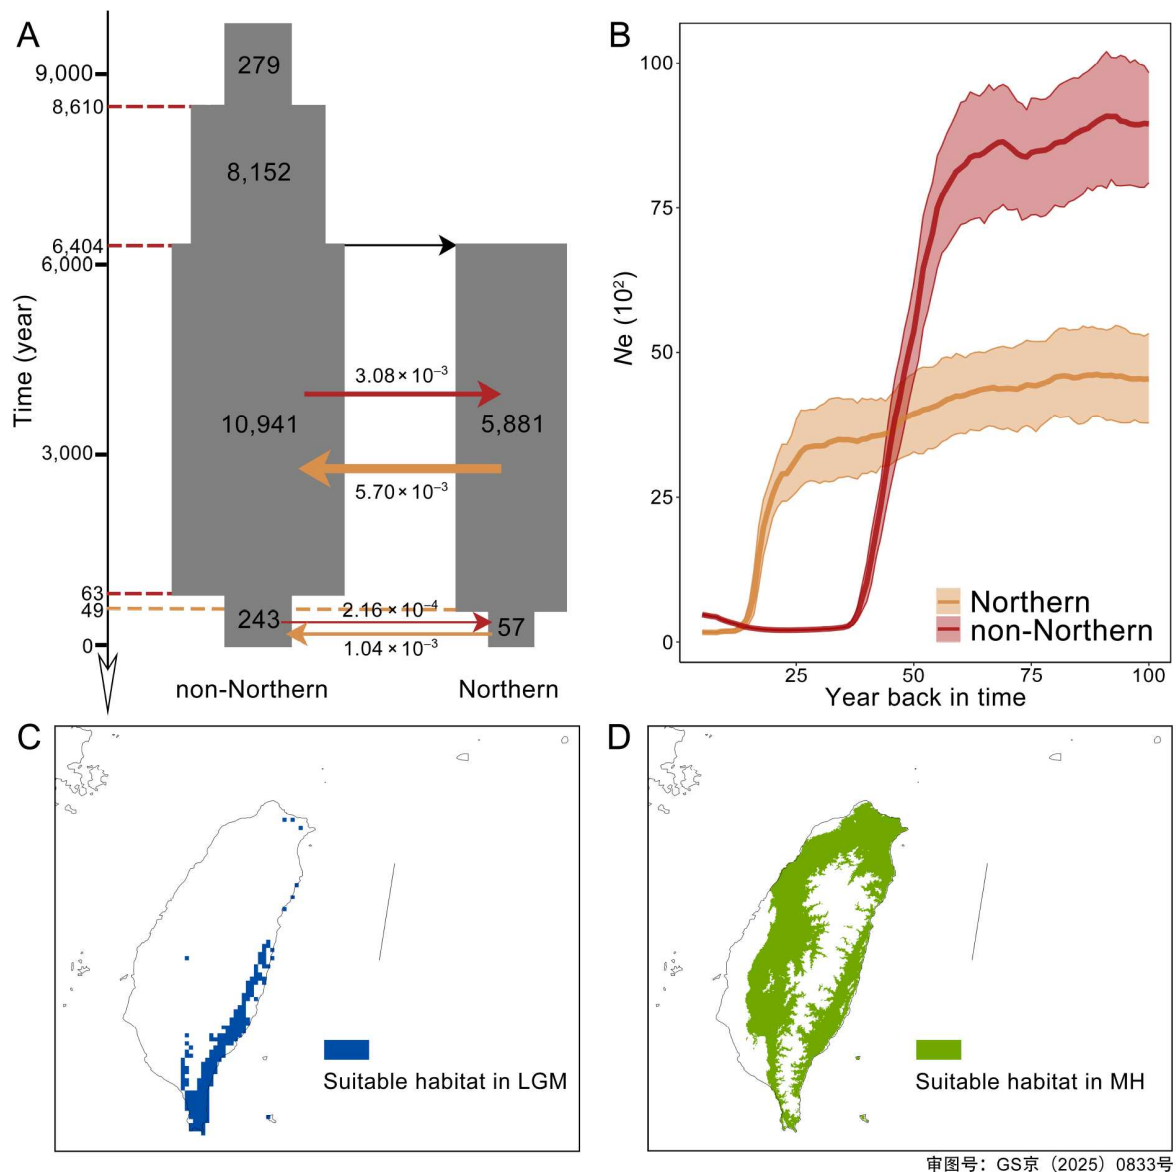 A
Time (year)
9,000
8,610
6,404
6,000
3,000
63
49
0
279
8,152
10,941
5,881
3.08 × 10⁻³
5.70 × 10⁻³
243
2.16 × 10⁻⁴
57
1.04 × 10⁻³
non-Northern
Northern
B
Ne (10²)
100
75
50
25
0
Northern
non-Northern
25
50
75
100
Year back in time
C
Suitable habitat in LGM
D
Suitable habitat in MH
审图号：GS京（2025）0833号